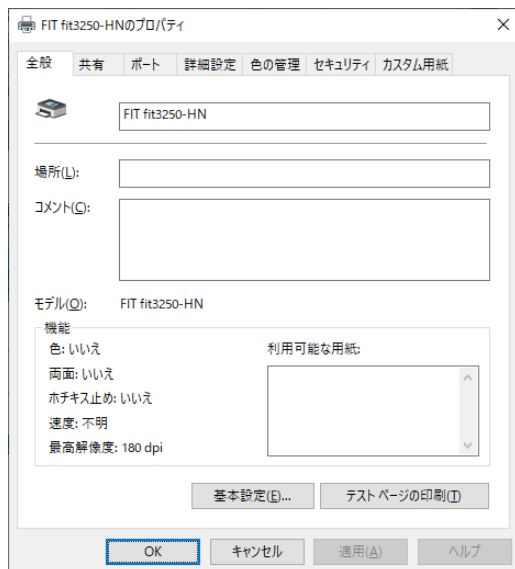 FIT fit3250-HNのプロパティ
全般 共有 ポート 詳細設定 色の管理 セキュリティ カスタム用紙
FIT fit3250-HN
場所(L):
コメント(C):
モデル(O): FIT fit3250-HN
機能
色: いいえ 利用可能な用紙:
両面: いいえ
ホチキス止め: いいえ
速度: 不明
最高解像度: 180 dpi
基本設定(E)... テスト ページの印刷(T)
OK キャンセル 適用(A) ヘルプ